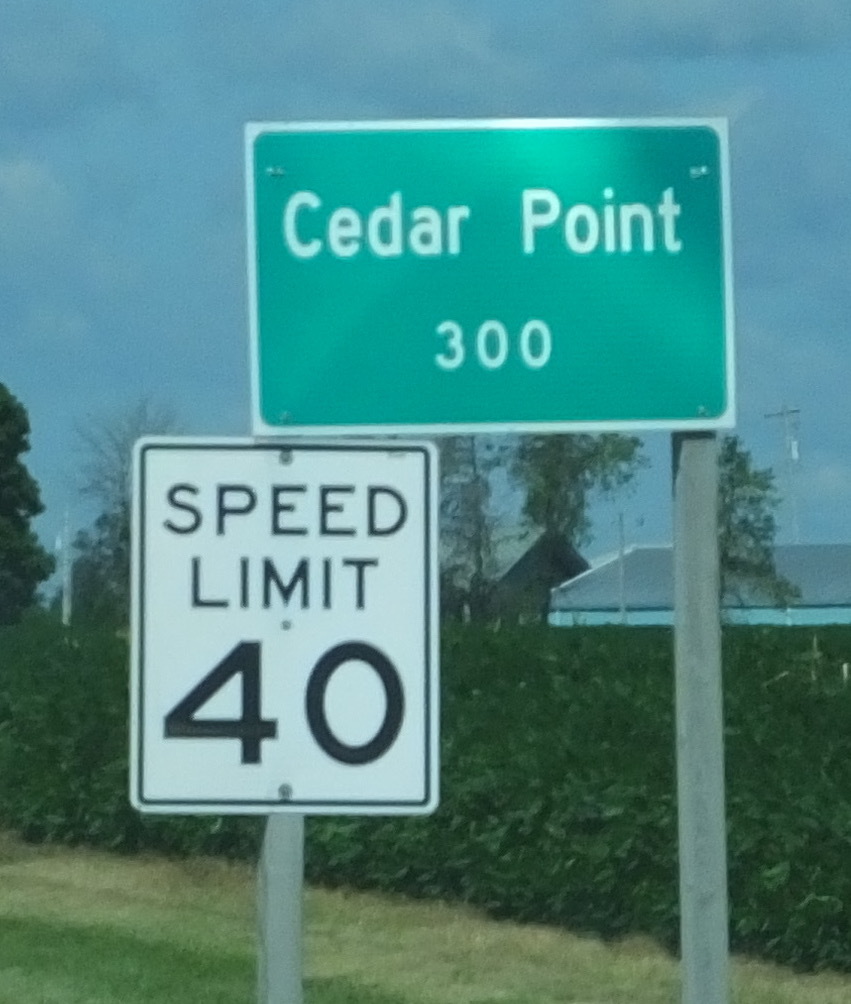 Cedar Point
300
SPEED
LIMIT
40